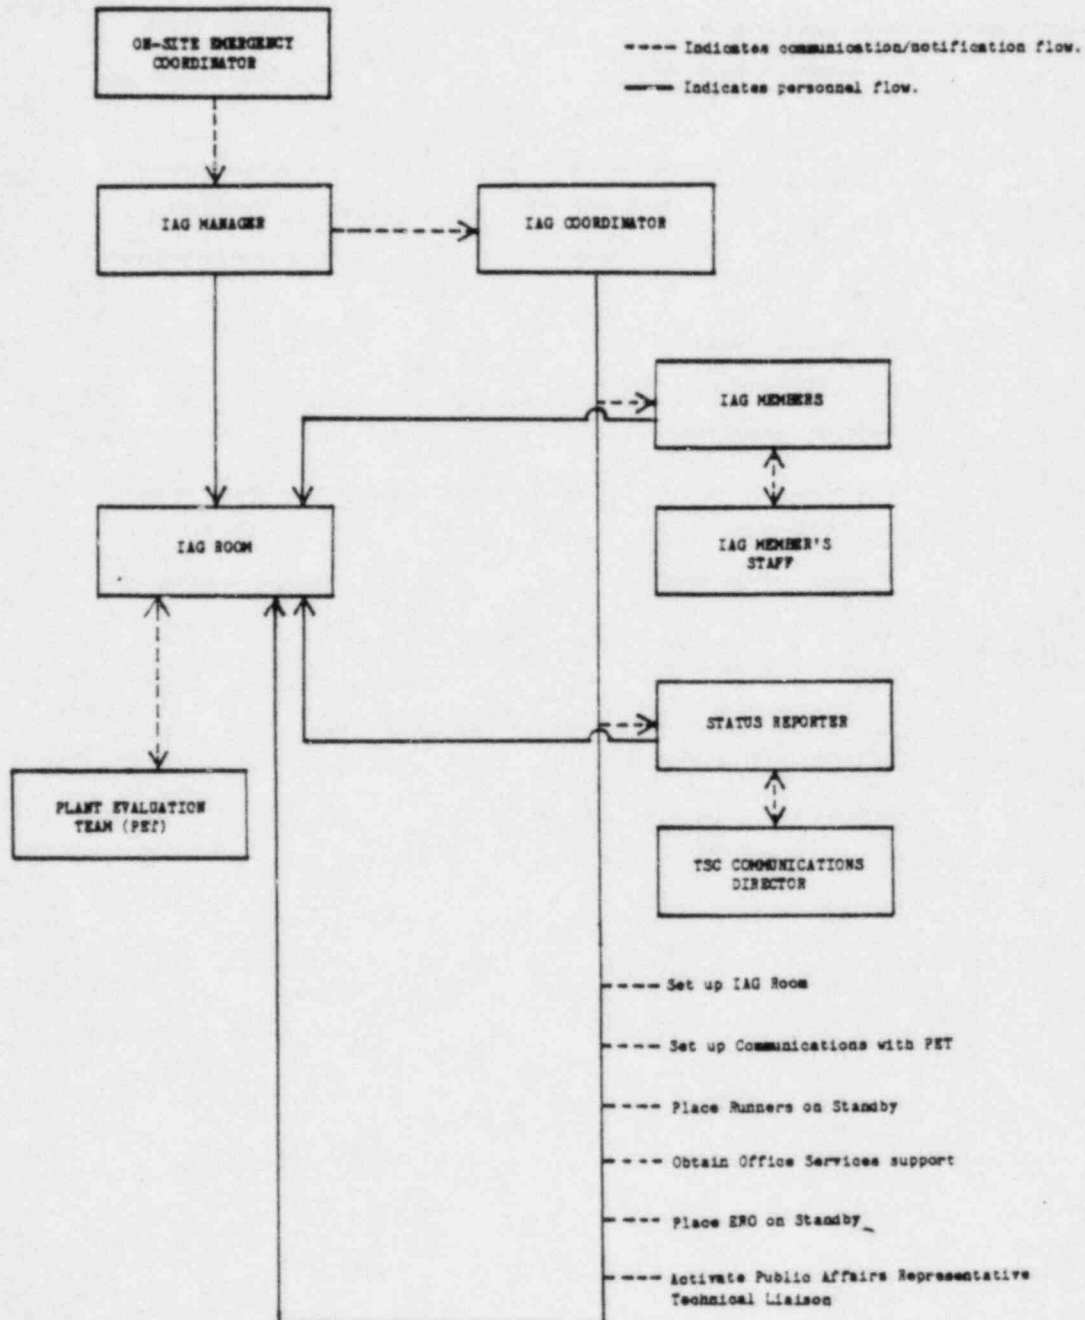 ON-SITE EMERGENCY
COORDINATOR
Indicates communication/notification flow.
Indicates personnel flow.
IAG MANAGER
IAG COORDINATOR
IAG MEMBERS
IAG ROOM
IAG MEMBER'S
STAFF
STATUS REPORTER
PLANT EVALUATION
TEAM (PET)
TSC COMMUNICATIONS
DIRECTOR
Set up IAG Room
Set up Communications with PET
Place Runners on Standby
Obtain Office Services support
Place ERO on Standby
Activate Public Affairs Representative
Technical Liaison